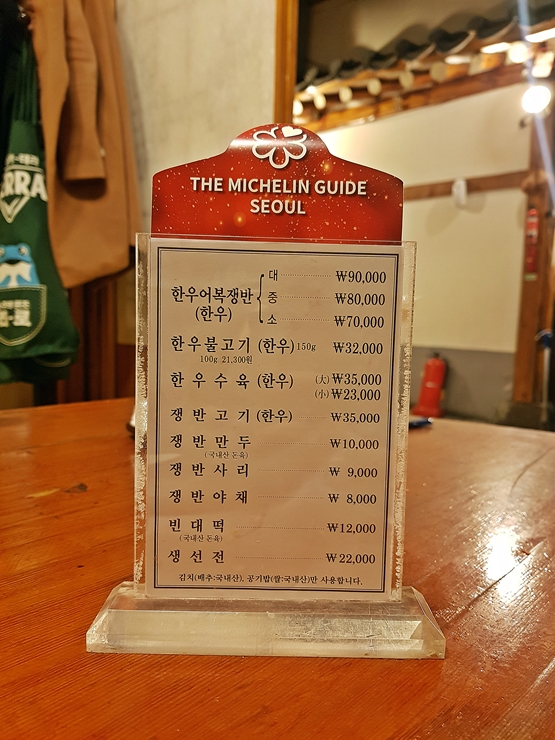 THE MICHELIN GUIDE
SEOUL
한우어복쟁반 (한우)
대 ₩90,000
중 ₩80,000
소 ₩70,000
한우불고기 (한우) 150g ₩32,000
100g 21,300원
한우수육 (한우) (大) ₩35,000
(小) ₩23,000
쟁반고기 (한우) ₩35,000
쟁반만두 ₩10,000
(국내산 돈육)
쟁반사리 ₩ 9,000
쟁반야채 ₩ 8,000
빈대떡 ₩12,000
(국내산 돈육)
생선전 ₩22,000
김치(배추:국내산), 공기밥(쌀:국내산)만 사용합니다.
ERRA